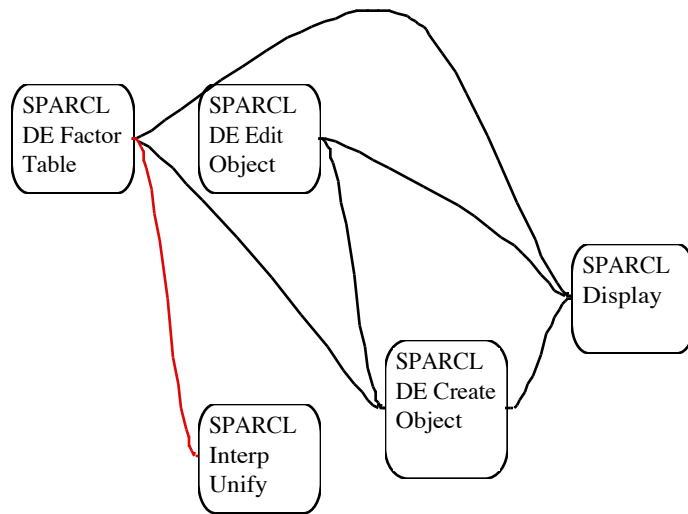 SPARCL
DE Factor
Table
SPARCL
DE Edit
Object
SPARCL
Display
SPARCL
DE Create
Object
SPARCL
Interp
Unify